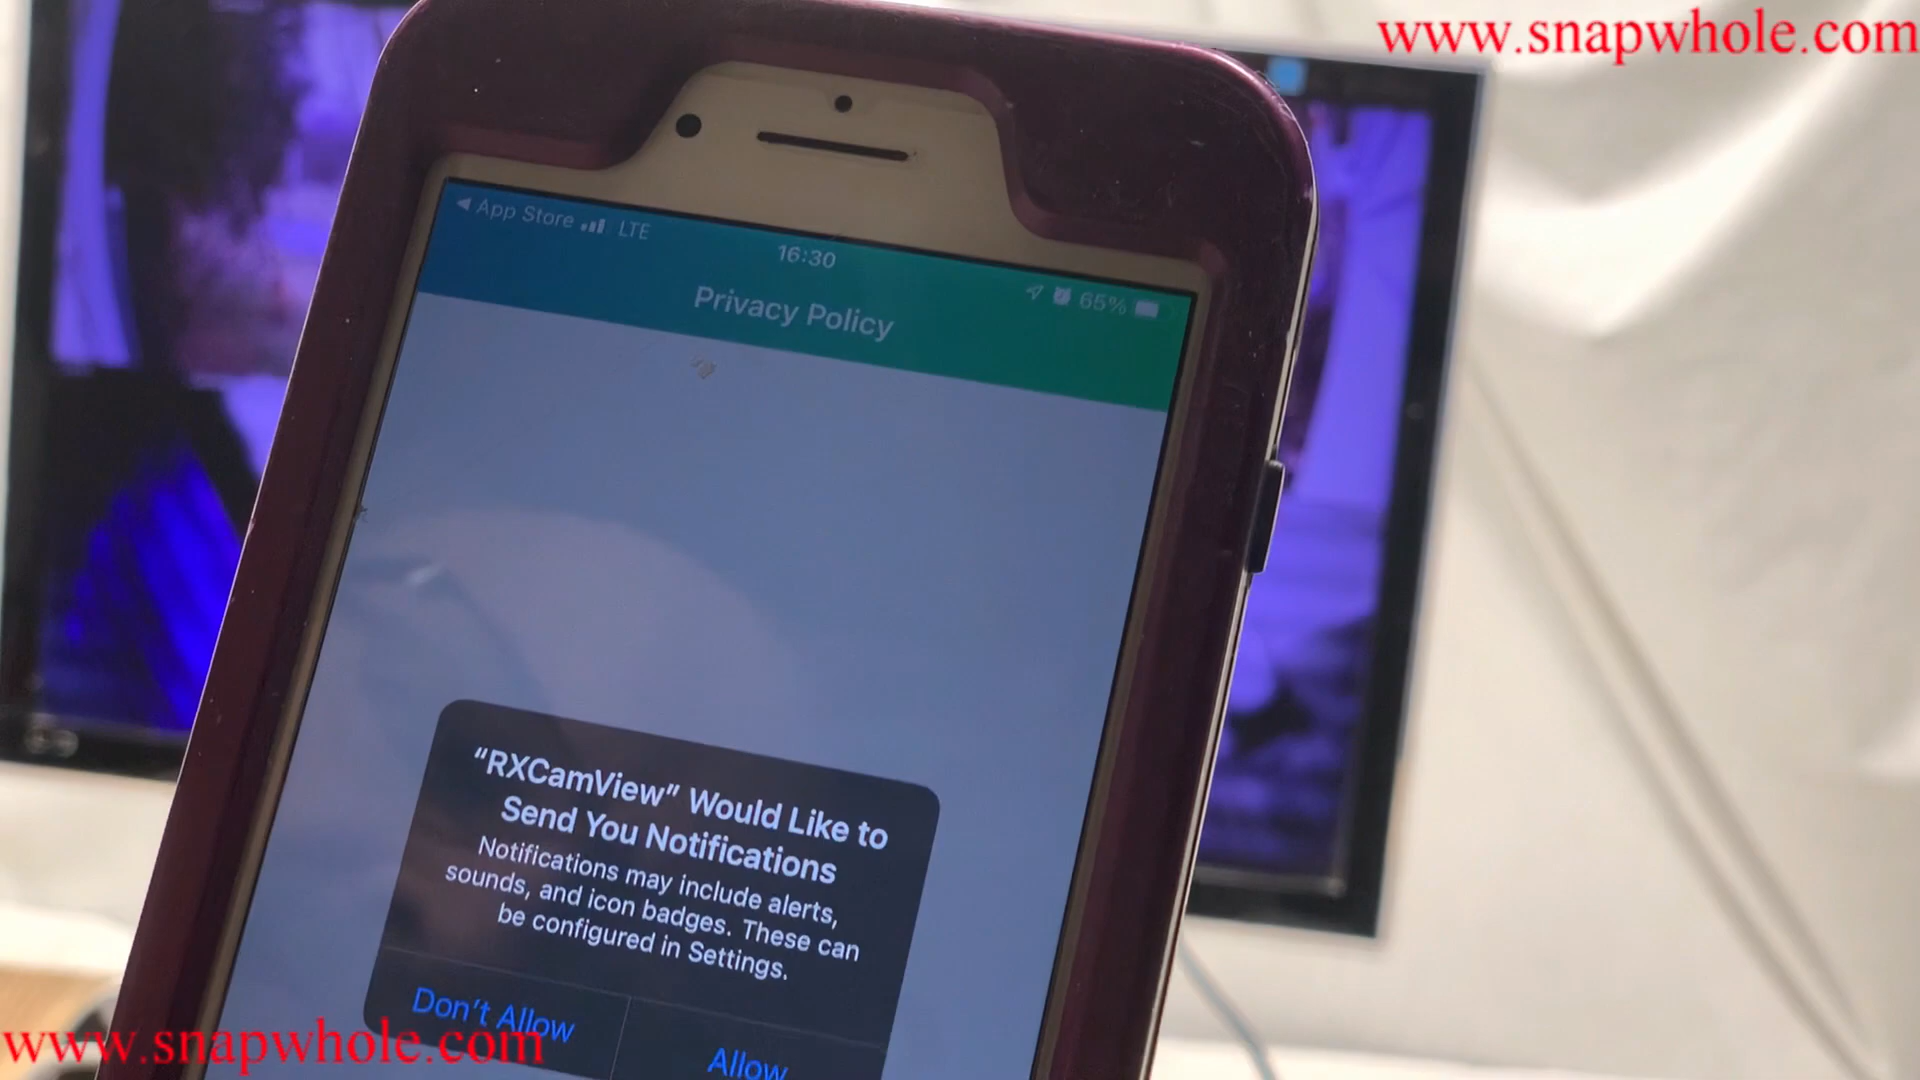 www.snapwhole.com
App Store LTE
16:30
65%
Privacy Policy
“RXCamView” Would Like to
Send You Notifications
Notifications may include alerts,
sounds, and icon badges. These can
be configured in Settings.
Don’t Allow
Allow
www.snapwhole.com